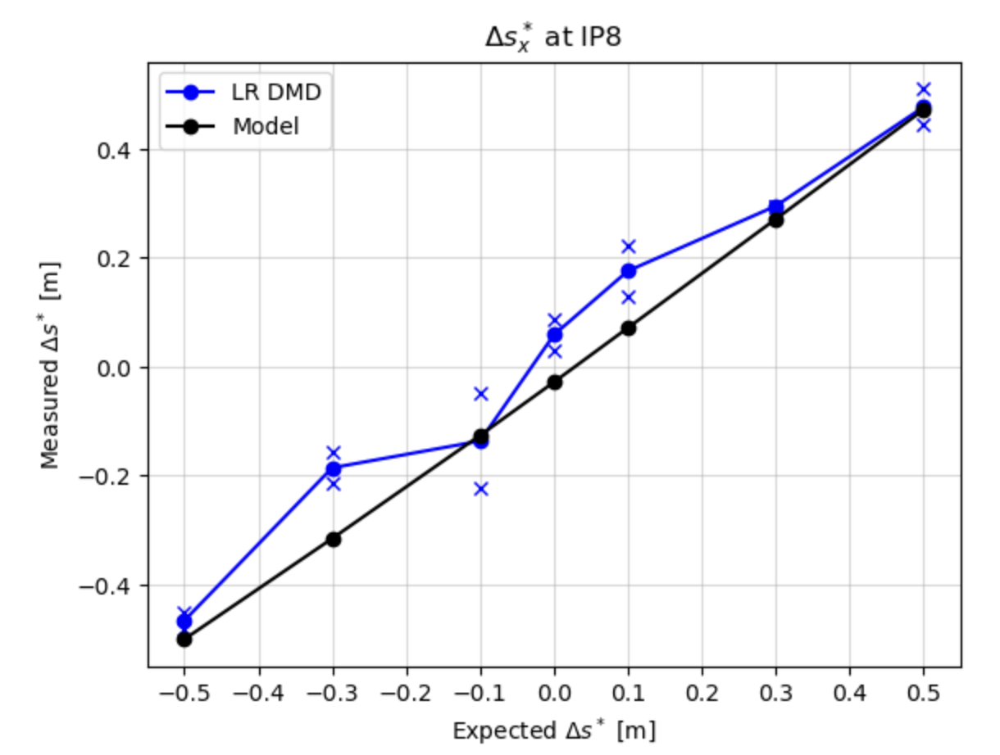 Δs*ₓ at IP8
LR DMD
Model
Measured Δs* [m]
0.4
0.2
0.0
−0.2
−0.4
−0.5 −0.4 −0.3 −0.2 −0.1 0.0 0.1 0.2 0.3 0.4 0.5
Expected Δs* [m]